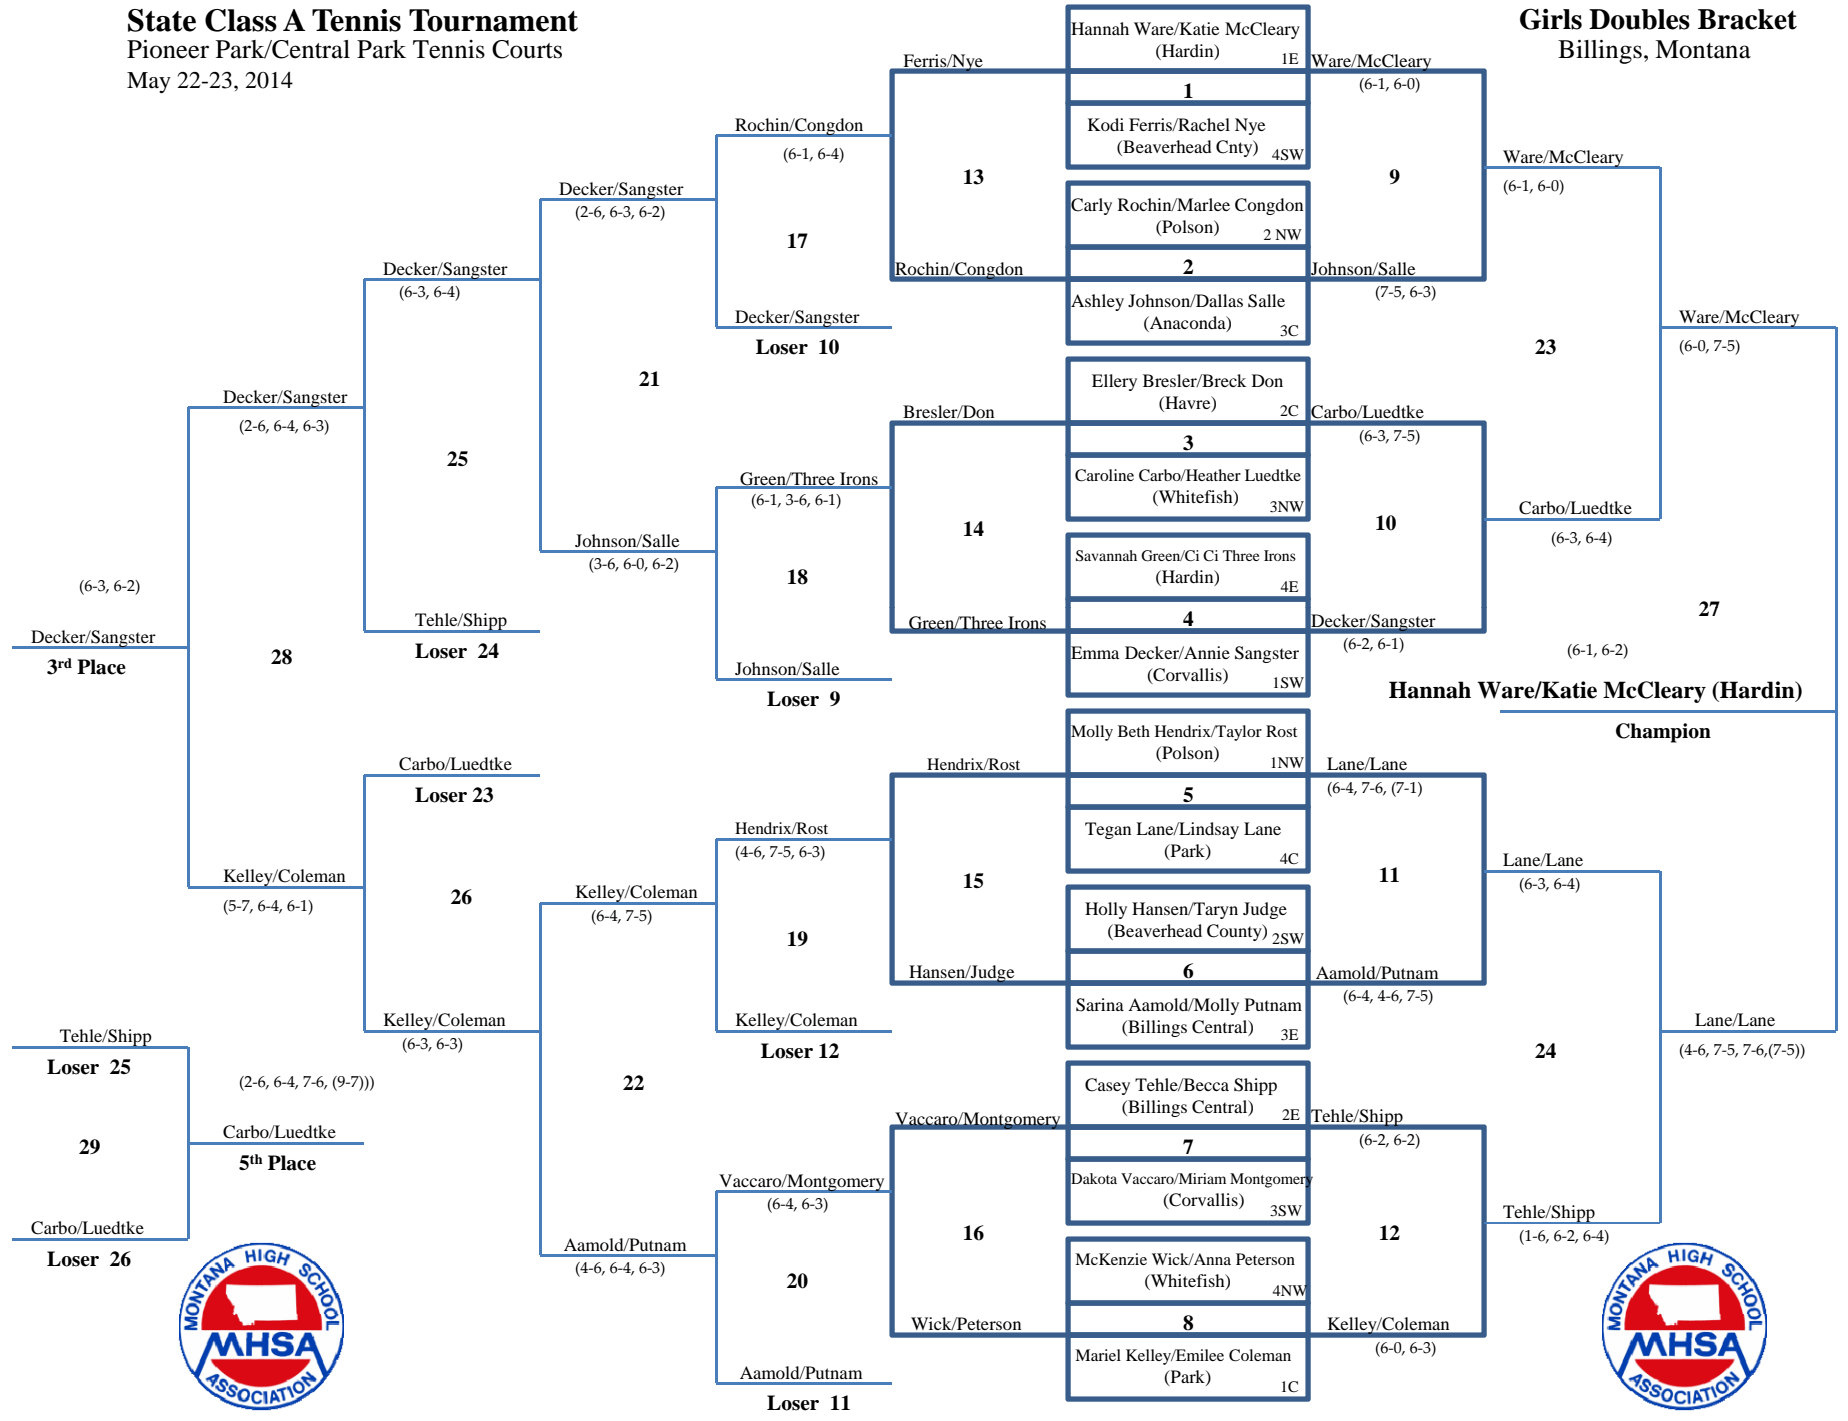 State Class A Tennis Tournament
Pioneer Park/Central Park Tennis Courts
May 22-23, 2014
Girls Doubles Bracket
Billings, Montana
Hannah Ware/Katie McCleary
(Hardin)
1E
1
Kodi Ferris/Rachel Nye
(Beaverhead Cnty)
4SW
Carly Rochin/Marlee Congdon
(Polson)
2 NW
2
Ashley Johnson/Dallas Salle
(Anaconda)
3C
Ellery Bresler/Breck Don
(Havre)
2C
3
Caroline Carbo/Heather Luedtke
(Whitefish)
3NW
Savannah Green/Ci Ci Three Irons
(Hardin)
4E
4
Emma Decker/Annie Sangster
(Corvallis)
1SW
Molly Beth Hendrix/Taylor Rost
(Polson)
1NW
5
Tegan Lane/Lindsay Lane
(Park)
4C
Holly Hansen/Taryn Judge
(Beaverhead County)
2SW
6
Sarina Aamold/Molly Putnam
(Billings Central)
3E
Casey Tehle/Becca Shipp
(Billings Central)
2E
7
Dakota Vaccaro/Miriam Montgomery
(Corvallis)
3SW
McKenzie Wick/Anna Peterson
(Whitefish)
4NW
8
Mariel Kelley/Emilee Coleman
(Park)
1C
Ware/McCleary
(6-1, 6-0)
9
Johnson/Salle
(7-5, 6-3)
Carbo/Luedtke
(6-3, 7-5)
10
Decker/Sangster
(6-2, 6-1)
Lane/Lane
(6-4, 7-6, (7-1)
11
Aamold/Putnam
(6-4, 4-6, 7-5)
Tehle/Shipp
(6-2, 6-2)
12
Kelley/Coleman
(6-0, 6-3)
Ware/McCleary
(6-1, 6-0)
23
Carbo/Luedtke
(6-3, 6-4)
Lane/Lane
(6-3, 6-4)
24
Tehle/Shipp
(1-6, 6-2, 6-4)
Ware/McCleary
(6-0, 7-5)
27
(6-1, 6-2)
Hannah Ware/Katie McCleary (Hardin)
Champion
Lane/Lane
(4-6, 7-5, 7-6,(7-5))
Ferris/Nye
13
Rochin/Congdon
Bresler/Don
14
Green/Three Irons
Hendrix/Rost
15
Hansen/Judge
Vaccaro/Montgomery
16
Wick/Peterson
Rochin/Congdon
(6-1, 6-4)
17
Decker/Sangster
Loser 10
Green/Three Irons
(6-1, 3-6, 6-1)
18
Johnson/Salle
Loser 9
Hendrix/Rost
(4-6, 7-5, 6-3)
19
Kelley/Coleman
Loser 12
Vaccaro/Montgomery
(6-4, 6-3)
20
Aamold/Putnam
Loser 11
Decker/Sangster
(2-6, 6-3, 6-2)
21
Johnson/Salle
(3-6, 6-0, 6-2)
Kelley/Coleman
(6-4, 7-5)
22
Aamold/Putnam
(4-6, 6-4, 6-3)
Decker/Sangster
(6-3, 6-4)
25
Tehle/Shipp
Loser 24
Carbo/Luedtke
Loser 23
26
Kelley/Coleman
(6-3, 6-3)
Decker/Sangster
(2-6, 6-4, 6-3)
28
Kelley/Coleman
(5-7, 6-4, 6-1)
(6-3, 6-2)
Decker/Sangster
3rd Place
Tehle/Shipp
Loser 25
29
Carbo/Luedtke
Loser 26
(2-6, 6-4, 7-6, (9-7)))
Carbo/Luedtke
5th Place
MONTANA HIGH SCHOOL
MHSA
ASSOCIATION
MONTANA HIGH SCHOOL
MHSA
ASSOCIATION